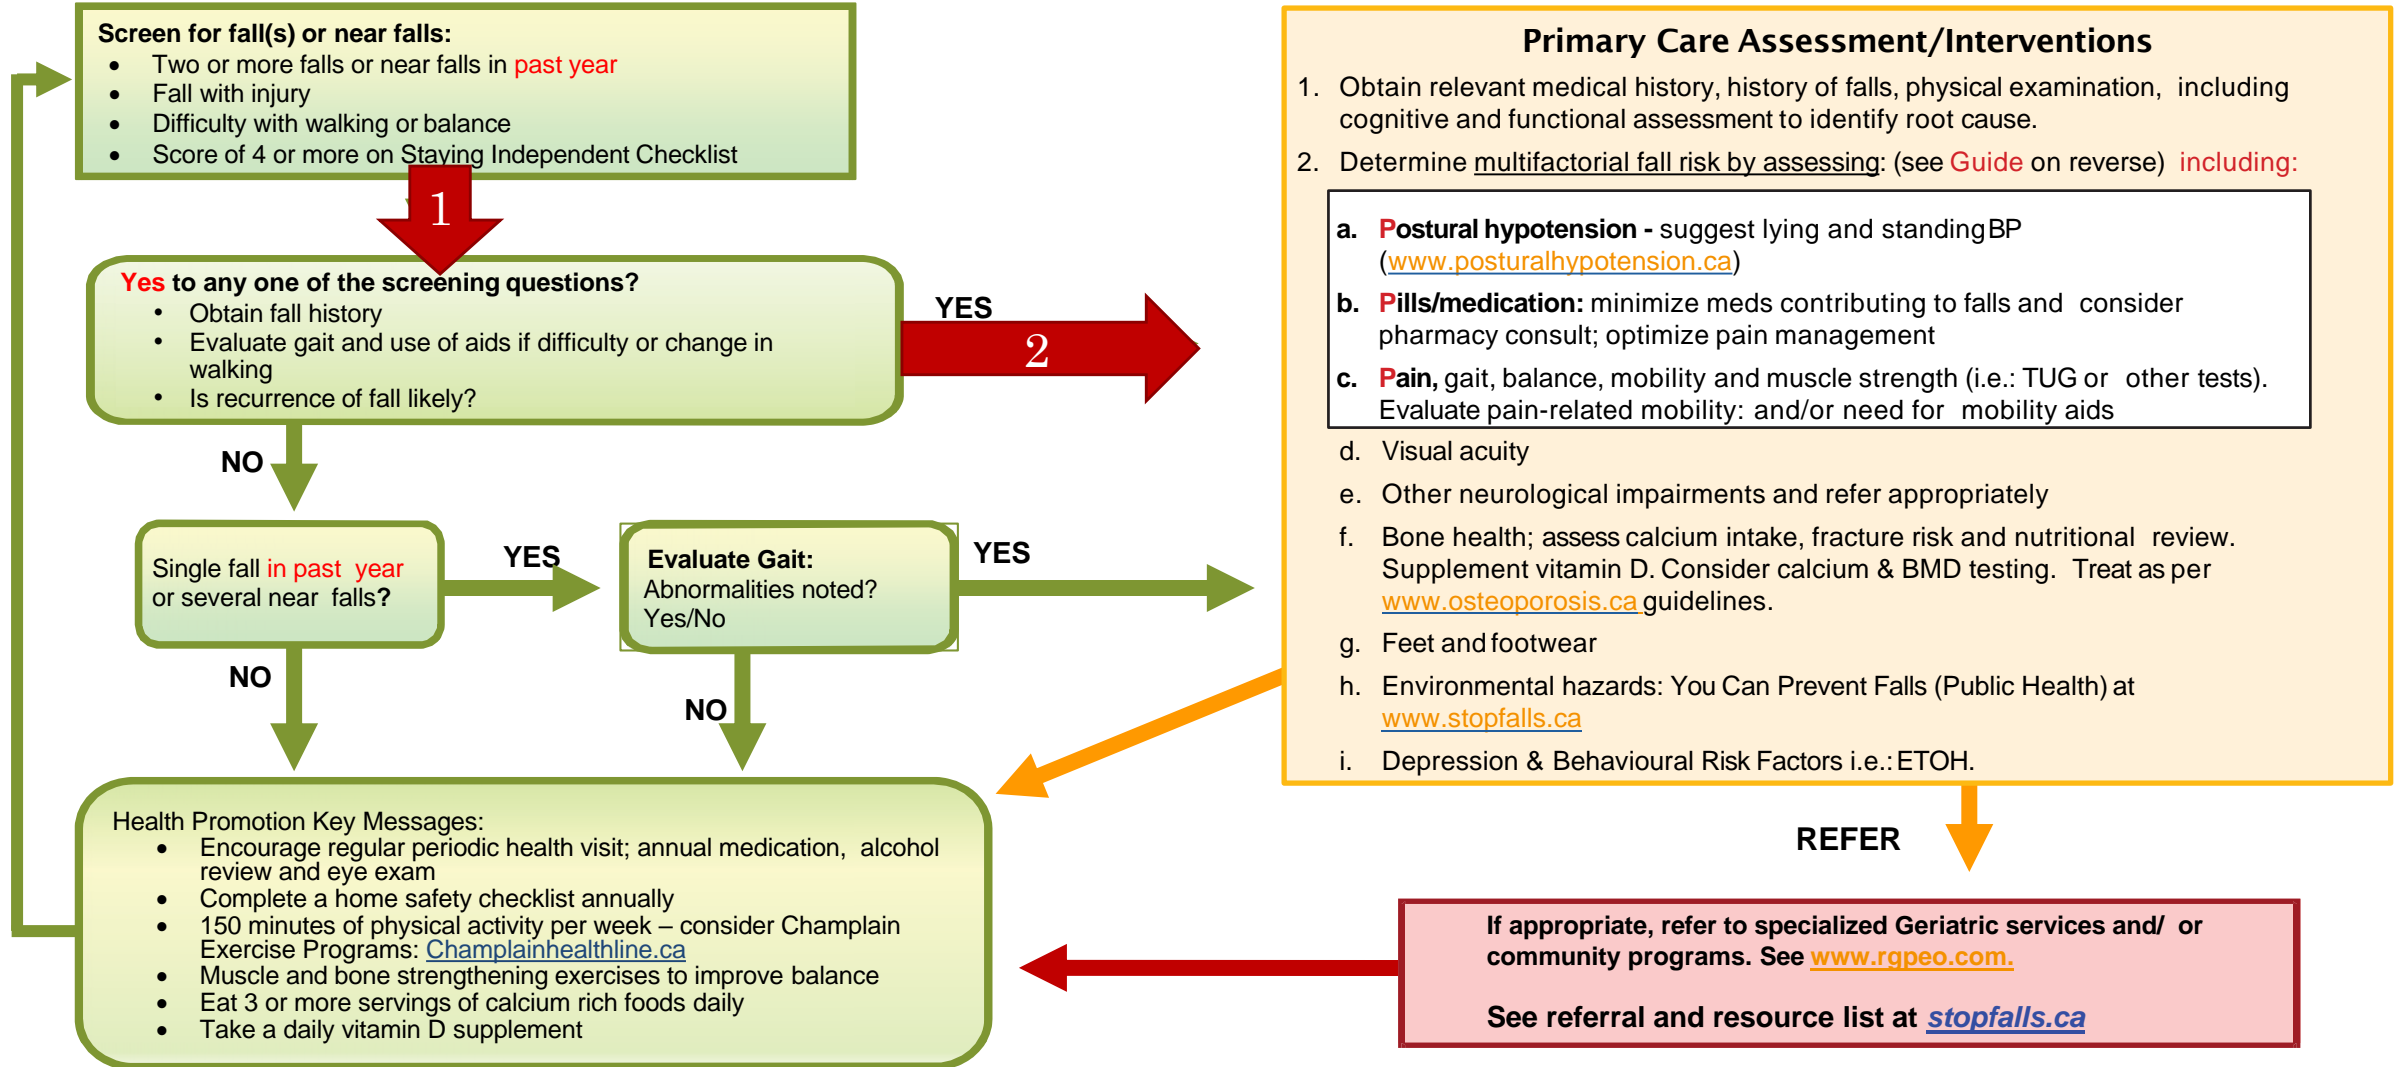 Screen for fall(s) or near falls:
• Two or more falls or near falls in past year
• Fall with injury
• Difficulty with walking or balance
• Score of 4 or more on Staying Independent Checklist
1
Yes to any one of the screening questions?
• Obtain fall history
• Evaluate gait and use of aids if difficulty or change in
walking
• Is recurrence of fall likely?
YES
2
NO
Single fall in past year
or several near falls?
YES
Evaluate Gait:
Abnormalities noted?
Yes/No
YES
NO
NO
Health Promotion Key Messages:
• Encourage regular periodic health visit; annual medication, alcohol
review and eye exam
• Complete a home safety checklist annually
• 150 minutes of physical activity per week – consider Champlain
Exercise Programs: Champlainhealthline.ca
• Muscle and bone strengthening exercises to improve balance
• Eat 3 or more servings of calcium rich foods daily
• Take a daily vitamin D supplement
Primary Care Assessment/Interventions
1. Obtain relevant medical history, history of falls, physical examination, including
cognitive and functional assessment to identify root cause.
2. Determine multifactorial fall risk by assessing: (see Guide on reverse) including:
a. Postural hypotension - suggest lying and standing BP
(www.posturalhypotension.ca)
b. Pills/medication: minimize meds contributing to falls and consider
pharmacy consult; optimize pain management
c. Pain, gait, balance, mobility and muscle strength (i.e.: TUG or other tests).
Evaluate pain-related mobility: and/or need for mobility aids
d. Visual acuity
e. Other neurological impairments and refer appropriately
f. Bone health; assess calcium intake, fracture risk and nutritional review.
Supplement vitamin D. Consider calcium & BMD testing. Treat as per
www.osteoporosis.ca guidelines.
g. Feet and footwear
h. Environmental hazards: You Can Prevent Falls (Public Health) at
www.stopfalls.ca
i. Depression & Behavioural Risk Factors i.e.: ETOH.
REFER
If appropriate, refer to specialized Geriatric services and/ or
community programs. See www.rgpeo.com.
See referral and resource list at stopfalls.ca